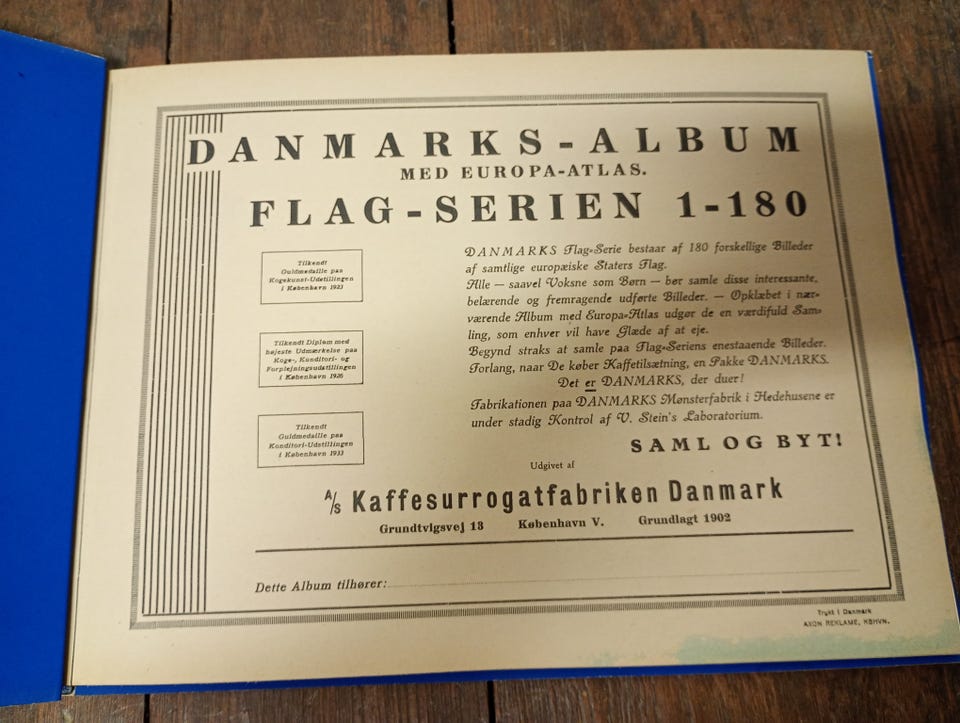 DANMARKS-ALBUM
MED EUROPA-ATLAS.
FLAG-SERIEN 1-180
Tilkendt
Guldmedaille paa
Kogekunst-Udstillingen
i København 1923
Tilkendt Diplom med
højeste Udmærkelse paa
Koge-, Konditori- og
Forplejningsudstillingen
i København 1926
Tilkendt
Guldmedaille paa
Konditori-Udstillingen
i København 1933
DANMARKS Flag-Serie bestaar af 180 forskellige Billeder
af samtlige europæiske Staters Flag.
Alle — saavel Voksne som Børn — bør samle disse interessante,
belærende og fremragende udførte Billeder. — Opklæbet i nær-
værende Album med Europa-Atlas udgør de en værdifuld Sam-
ling, som enhver vil have Glæde af at eje.
Begynd straks at samle paa Flag-Seriens enestaaende Billeder.
Forlang, naar De køber Kaffetilsætning, en Pakke DANMARKS.
Det er DANMARKS, der duer!
Fabrikationen paa DANMARKS Mønsterfabrik i Hedehusene er
under stadig Kontrol af V. Stein's Laboratorium.
SAML OG BYT!
Udgivet af
A/S Kaffesurrogatfabriken Danmark
Grundtvigsvej 13 København V. Grundlagt 1902
Dette Album tilhører:
Trykt i Danmark
AXON REKLAME, KBHVN.